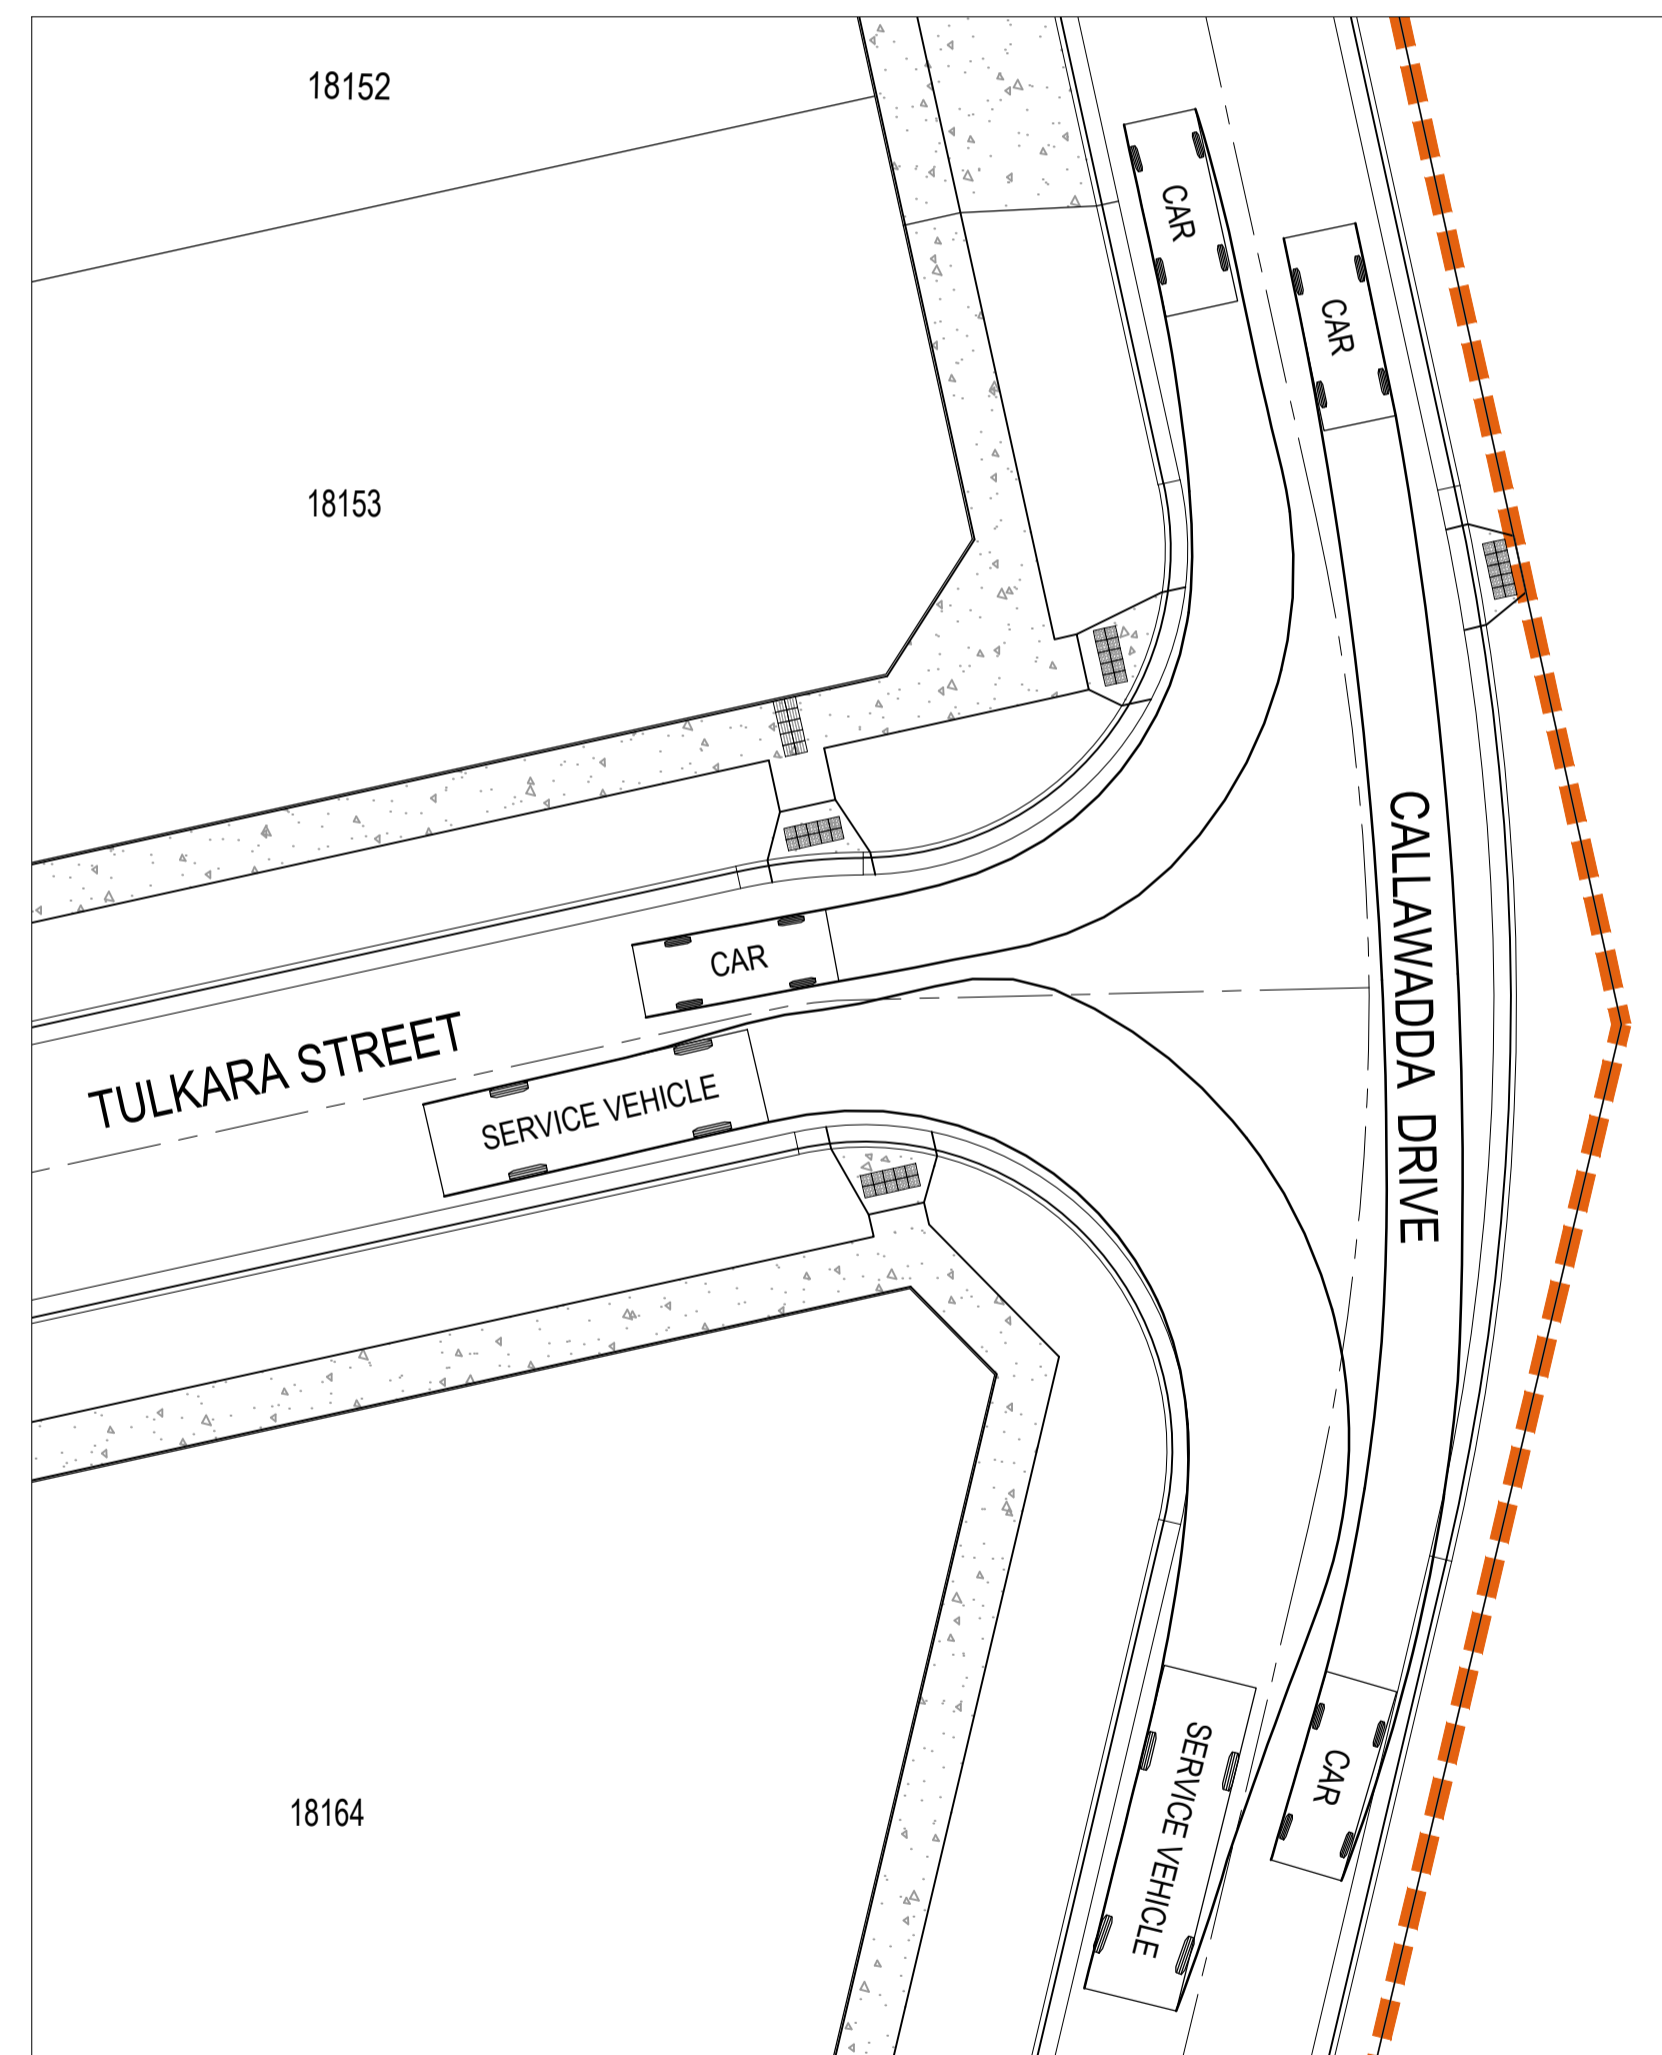 18152
CAR
CAR
18153
CALLAWADDA DRIVE
CAR
TULKARA STREET
SERVICE VEHICLE
SERVICE VEHICLE
CAR
18164